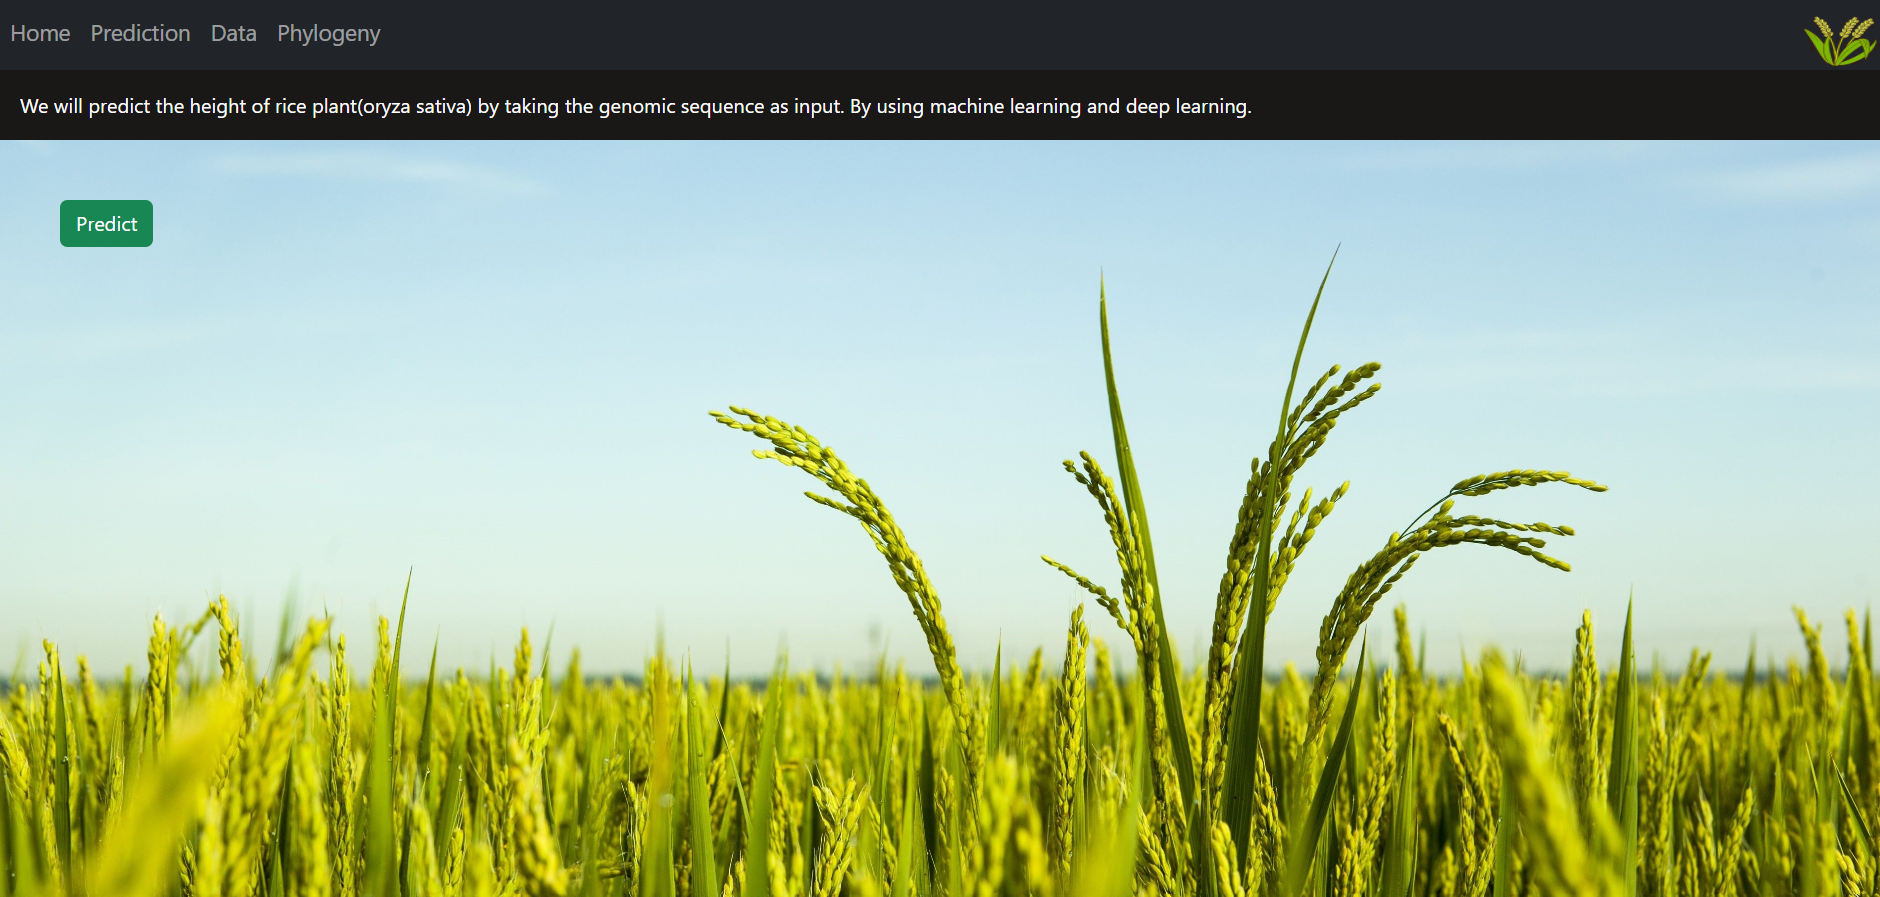 Home Prediction Data Phylogeny
We will predict the height of rice plant(oryza sativa) by taking the genomic sequence as input. By using machine learning and deep learning.
Predict